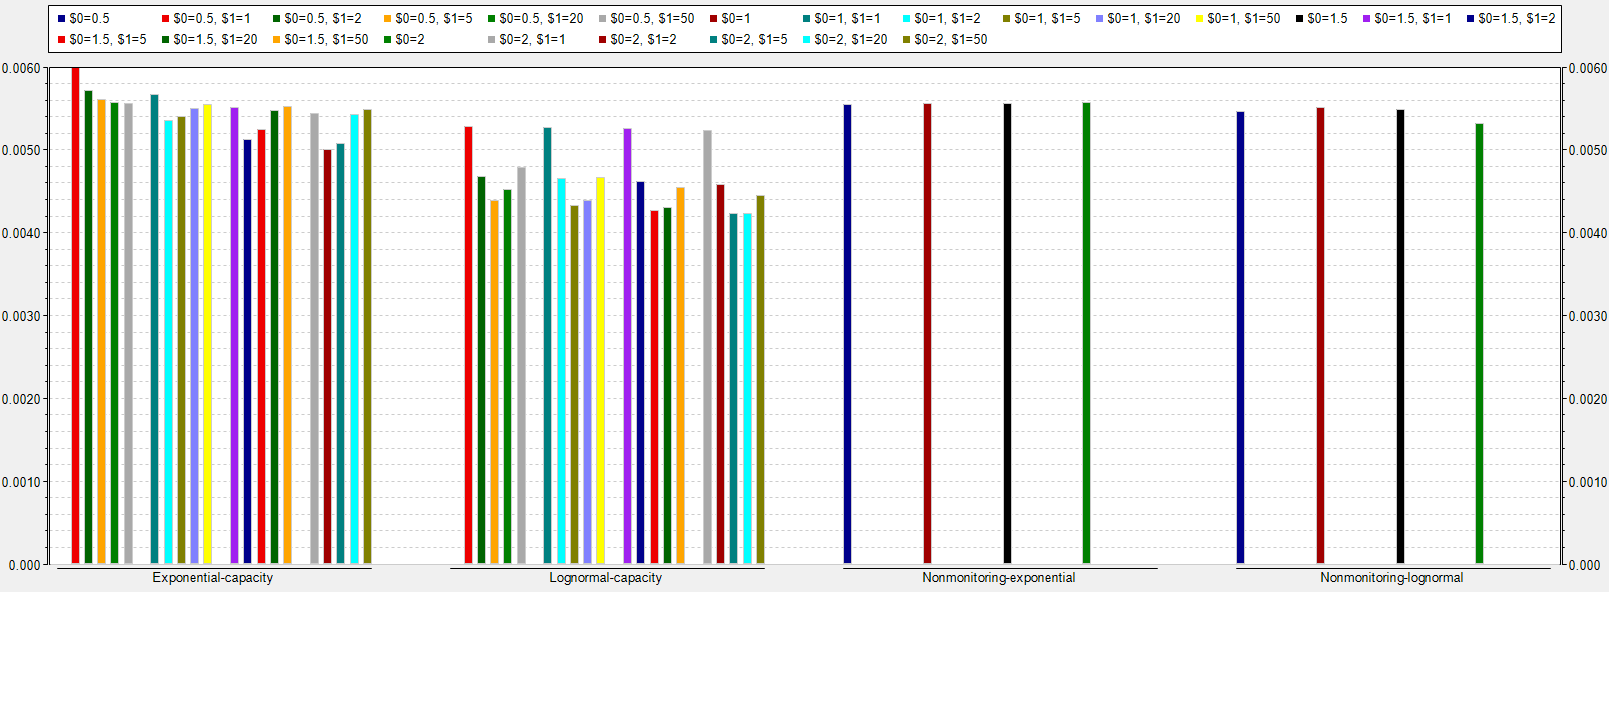 $0=0.5 $0=0.5, $1=1 $0=0.5, $1=2 $0=0.5, $1=5 $0=0.5, $1=20 $0=0.5, $1=50 $0=1 $0=1, $1=1 $0=1, $1=2 $0=1, $1=5 $0=1, $1=20 $0=1, $1=50 $0=1.5 $0=1.5, $1=1 $0=1.5, $1=2
$0=1.5, $1=5 $0=1.5, $1=20 $0=1.5, $1=50 $0=2 $0=2, $1=1 $0=2, $1=2 $0=2, $1=5 $0=2, $1=20 $0=2, $1=50
0.0060 0.0060
0.0050 0.0050
0.0040 0.0040
0.0030 0.0030
0.0020 0.0020
0.0010 0.0010
0.000 0.000
Exponential-capacity Lognormal-capacity Nonmonitoring-exponential Nonmonitoring-lognormal